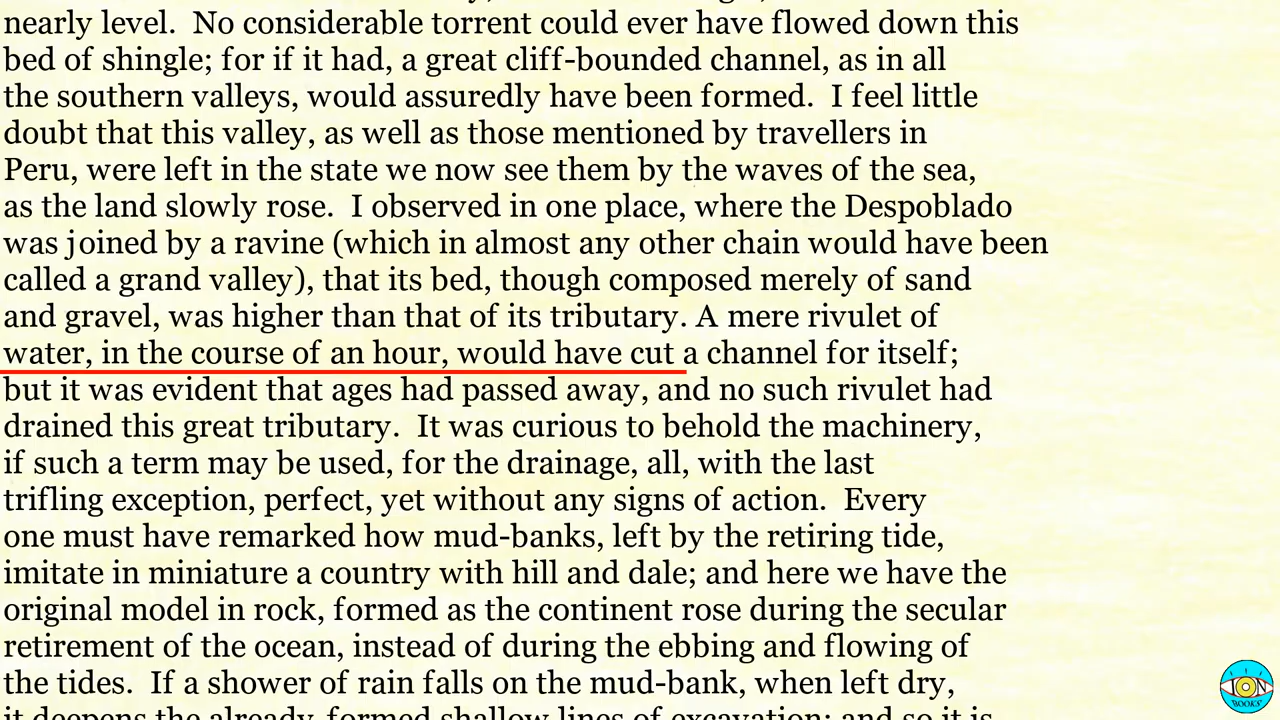 nearly level.  No considerable torrent could ever have flowed down this
bed of shingle; for if it had, a great cliff-bounded channel, as in all
the southern valleys, would assuredly have been formed.  I feel little
doubt that this valley, as well as those mentioned by travellers in
Peru, were left in the state we now see them by the waves of the sea,
as the land slowly rose.  I observed in one place, where the Despoblado
was joined by a ravine (which in almost any other chain would have been
called a grand valley), that its bed, though composed merely of sand
and gravel, was higher than that of its tributary. A mere rivulet of
water, in the course of an hour, would have cut a channel for itself;
but it was evident that ages had passed away, and no such rivulet had
drained this great tributary.  It was curious to behold the machinery,
if such a term may be used, for the drainage, all, with the last
trifling exception, perfect, yet without any signs of action.  Every
one must have remarked how mud-banks, left by the retiring tide,
imitate in miniature a country with hill and dale; and here we have the
original model in rock, formed as the continent rose during the secular
retirement of the ocean, instead of during the ebbing and flowing of
the tides.  If a shower of rain falls on the mud-bank, when left dry,
it deepens the already-formed shallow lines of excavation; and so it is
ION
BOOKS